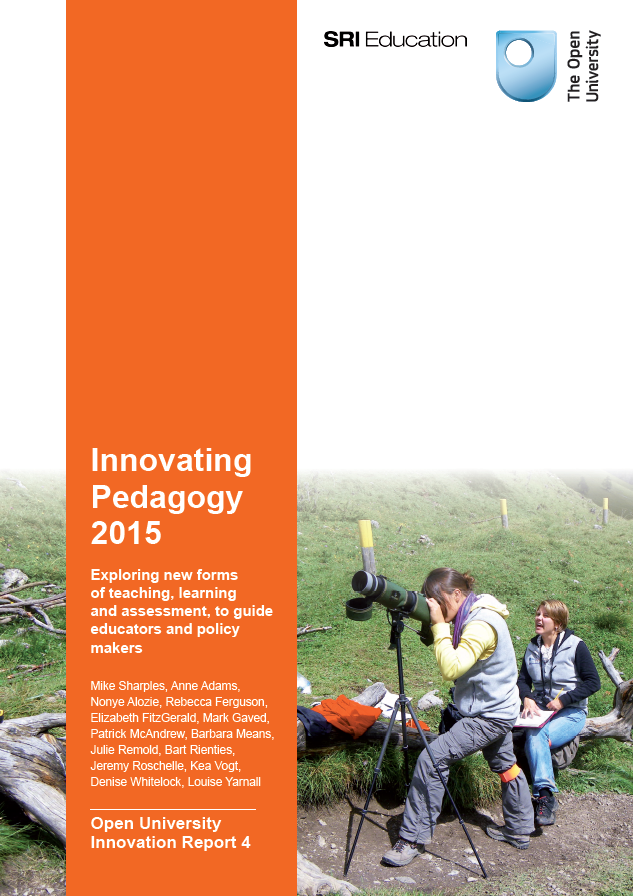 SRI Education
The Open
University
Innovating
Pedagogy
2015
Exploring new forms
of teaching, learning
and assessment, to guide
educators and policy
makers
Mike Sharples, Anne Adams,
Nonye Alozie, Rebecca Ferguson,
Elizabeth FitzGerald, Mark Gaved,
Patrick McAndrew, Barbara Means,
Julie Remold, Bart Rienties,
Jeremy Roschelle, Kea Vogt,
Denise Whitelock, Louise Yarnall
Open University
Innovation Report 4